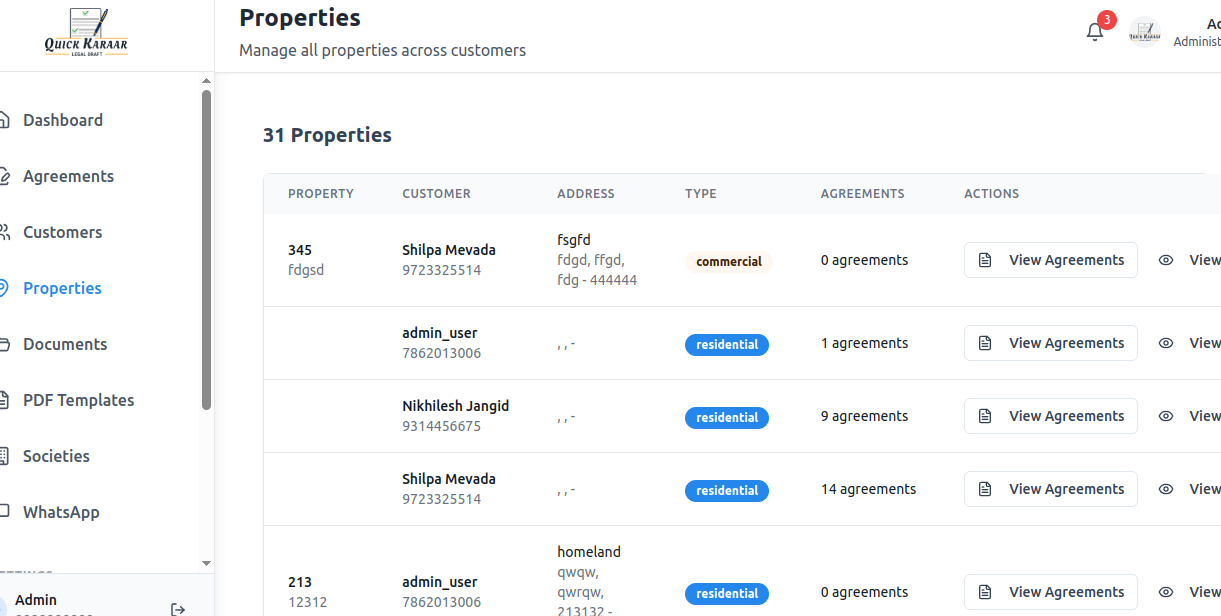 QUICK KARAAR
LEGAL DRAFT
Properties
Manage all properties across customers
3
Administ
Dashboard
Agreements
Customers
Properties
Documents
PDF Templates
Societies
WhatsApp
Admin
31 Properties
PROPERTY CUSTOMER ADDRESS TYPE AGREEMENTS ACTIONS
345
fdgsd
Shilpa Mevada
9723325514
fsgfd
fdgd, ffgd,
fdg - 444444
commercial
0 agreements
View Agreements
View
admin_user
7862013006
, , -
residential
1 agreements
View Agreements
View
Nikhilesh Jangid
9314456675
, , -
residential
9 agreements
View Agreements
View
Shilpa Mevada
9723325514
, , -
residential
14 agreements
View Agreements
View
213
12312
admin_user
7862013006
homeland
qwqw,
qwrqw,
213132 -
residential
0 agreements
View Agreements
View